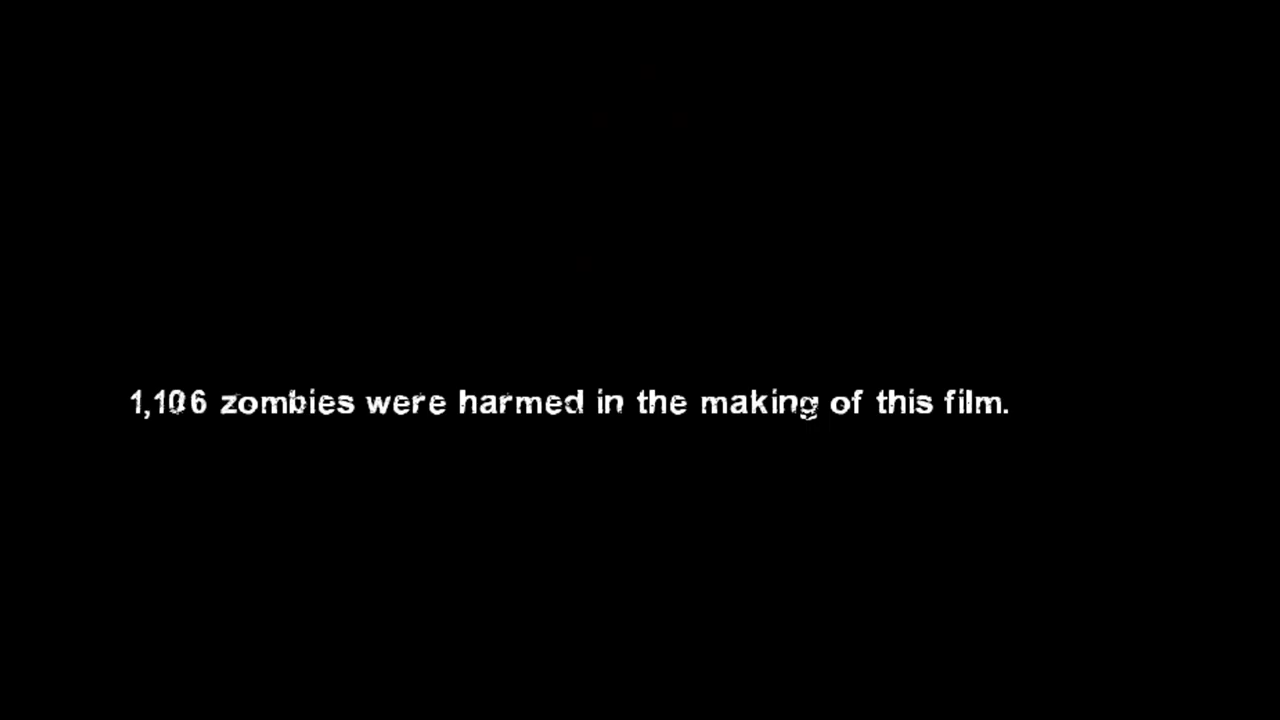 1,106 zombies were harmed in the making of this film.